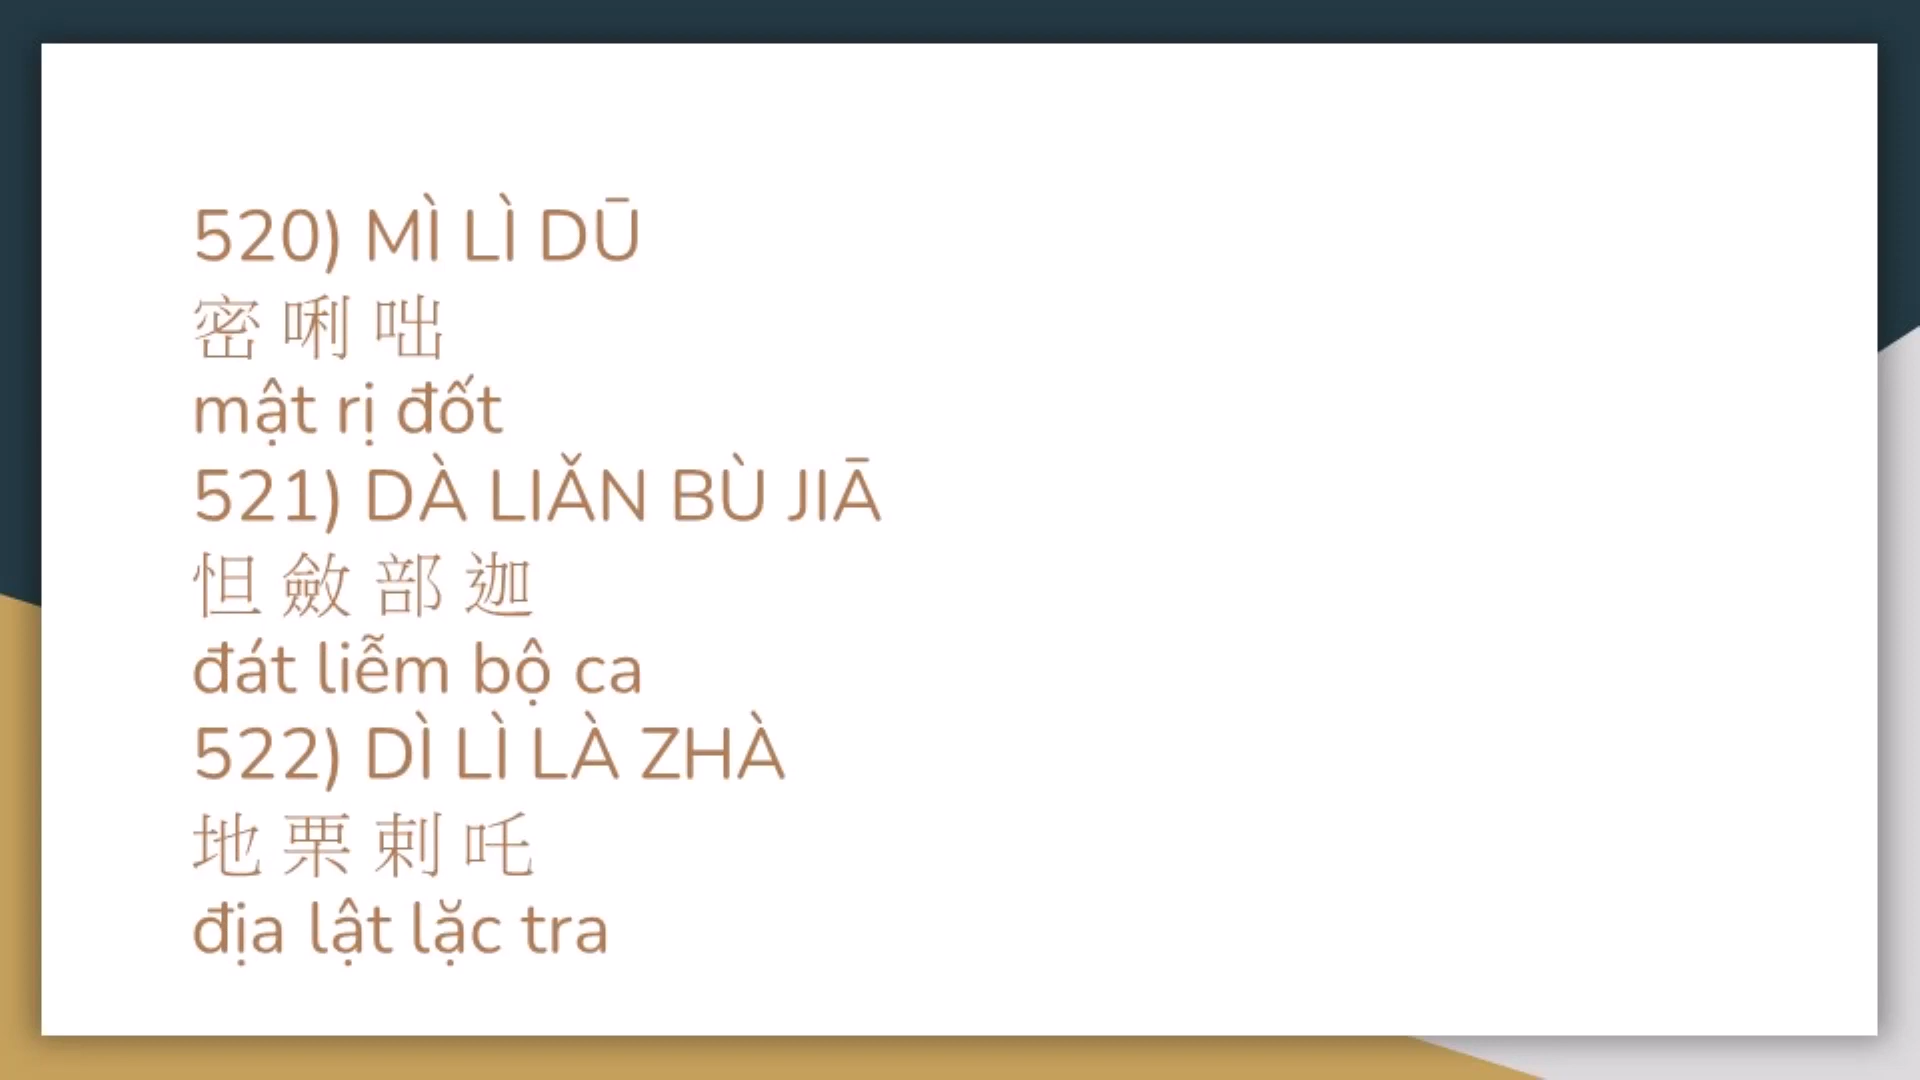 520) MÌ LÌ DŪ
密 唎 咄
mật rị đốt
521) DÀ LIǍN BÙ JIĀ
怛 斂 部 迦
đát liễm bộ ca
522) DÌ LÌ LÀ ZHÀ
地 栗 剌 吒
địa lật lặc tra